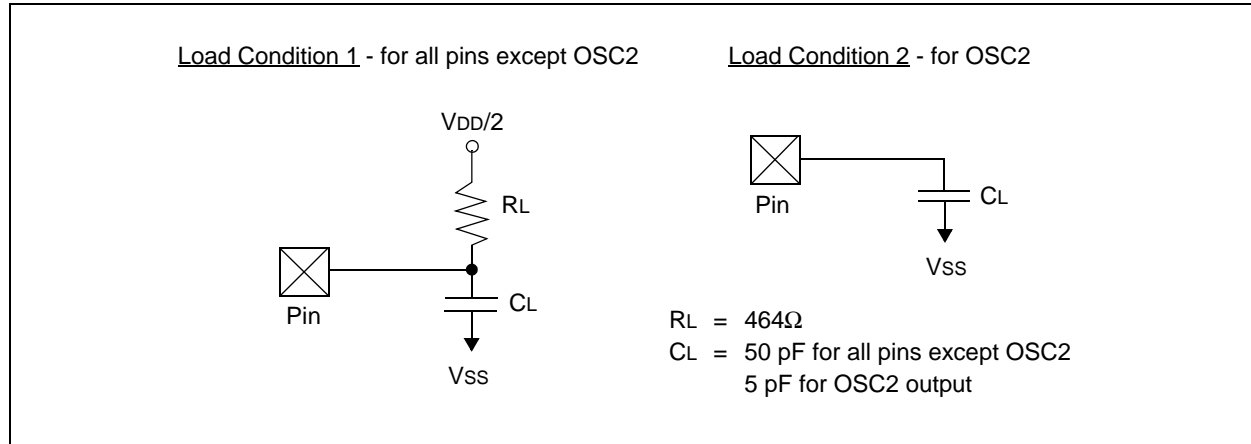 Load Condition 1 - for all pins except OSC2
Load Condition 2 - for OSC2
VDD/2
RL
Pin
CL
VSS
Pin
CL
VSS
RL = 464Ω
CL = 50 pF for all pins except OSC2
5 pF for OSC2 output